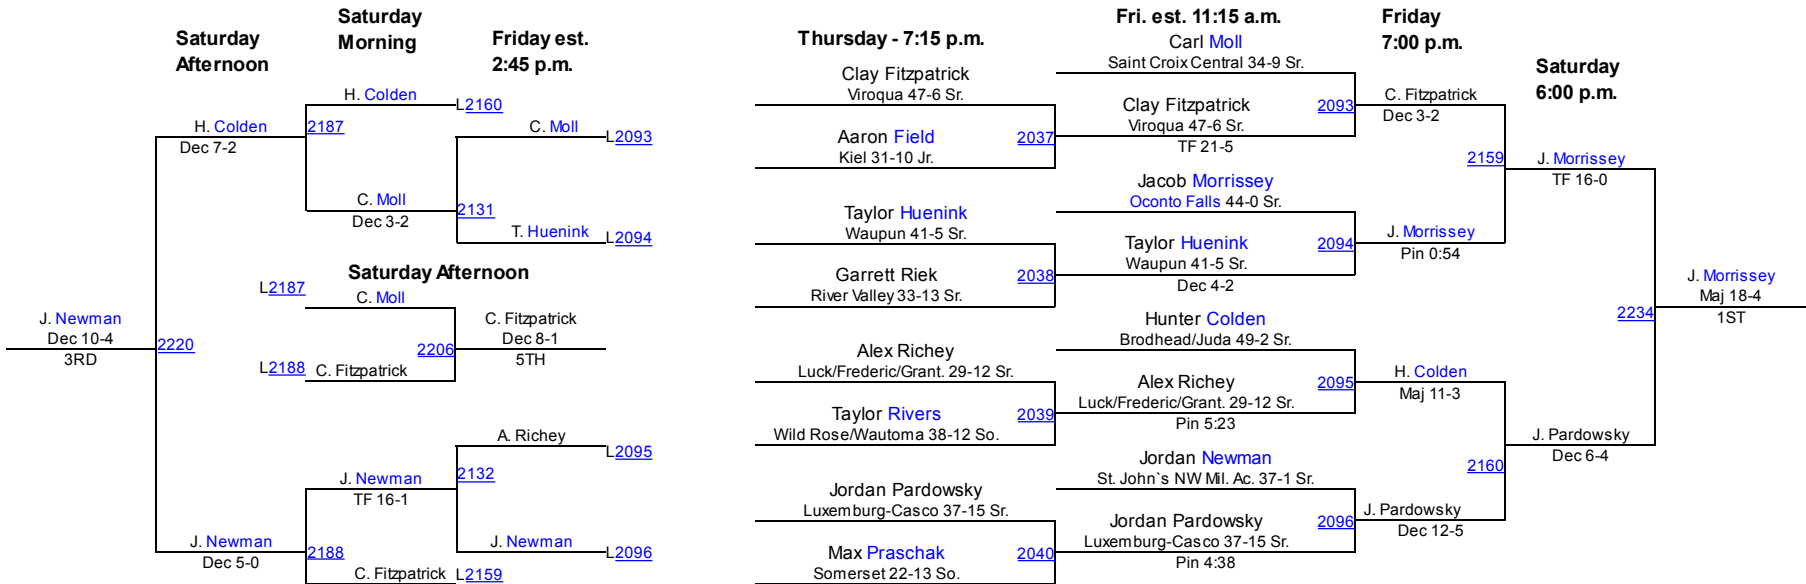 Saturday
Afternoon
Saturday
Morning
Friday est.
2:45 p.m.
H. Colden
L2160
H. Colden
2187
Dec 7-2
C. Moll
L2093
C. Moll
2131
Dec 3-2
T. Huenink
L2094
Saturday Afternoon
L2187
C. Moll
J. Newman
Dec 10-4
3RD
2220
C. Fitzpatrick
Dec 8-1
5TH
2206
L2188
C. Fitzpatrick
A. Richey
L2095
J. Newman
2132
TF 16-1
J. Newman
2188
Dec 5-0
J. Newman
L2096
C. Fitzpatrick
L2159
Thursday - 7:15 p.m.
Clay Fitzpatrick
Viroqua 47-6 Sr.
Aaron Field
2037
Kiel 31-10 Jr.
Taylor Huenink
Waupun 41-5 Sr.
Garrett Riek
2038
River Valley 33-13 Sr.
Alex Richey
Luck/Frederic/Grant. 29-12 Sr.
Taylor Rivers
2039
Wild Rose/Wautoma 38-12 So.
Jordan Pardowsky
Luxemburg-Casco 37-15 Sr.
Max Praschak
2040
Somerset 22-13 So.
Fri. est. 11:15 a.m.
Carl Moll
Saint Croix Central 34-9 Sr.
Clay Fitzpatrick
2093
Viroqua 47-6 Sr.
TF 21-5
Jacob Morrissey
Oconto Falls 44-0 Sr.
Taylor Huenink
2094
Waupun 41-5 Sr.
Dec 4-2
Hunter Colden
Brodhead/Juda 49-2 Sr.
Alex Richey
2095
Luck/Frederic/Grant. 29-12 Sr.
Pin 5:23
Jordan Newman
St. John`s NW Mil. Ac. 37-1 Sr.
Jordan Pardowsky
2096
Luxemburg-Casco 37-15 Sr.
Pin 4:38
Friday
7:00 p.m.
C. Fitzpatrick
Dec 3-2
2159
J. Morrissey
Pin 0:54
H. Colden
Maj 11-3
2160
J. Pardowsky
Dec 12-5
Saturday
6:00 p.m.
J. Morrissey
TF 16-0
2234
J. Pardowsky
Dec 6-4
J. Morrissey
Maj 18-4
1ST